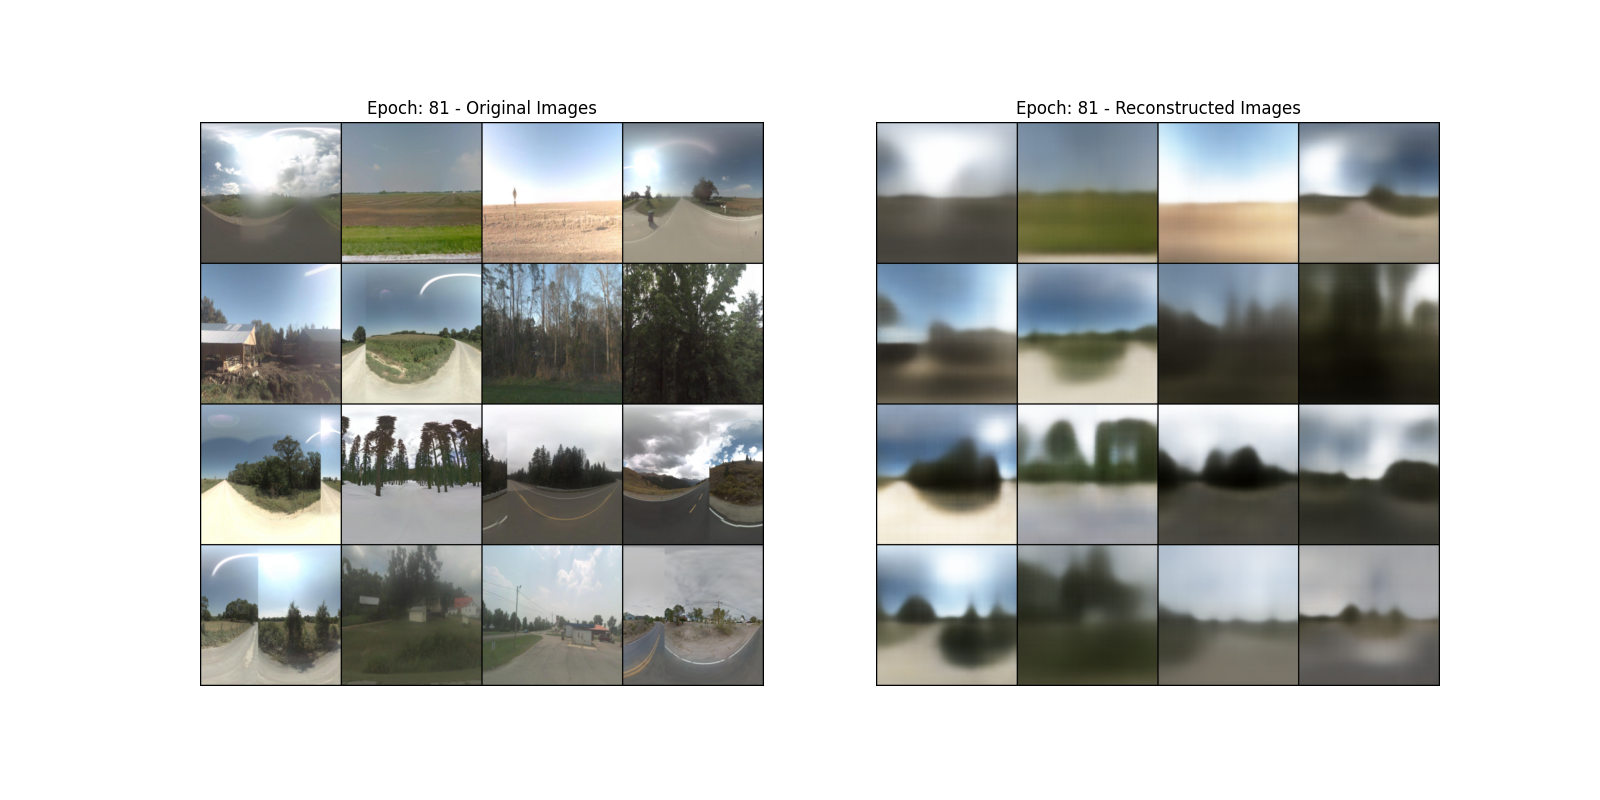 Epoch: 81 - Original Images
Epoch: 81 - Reconstructed Images